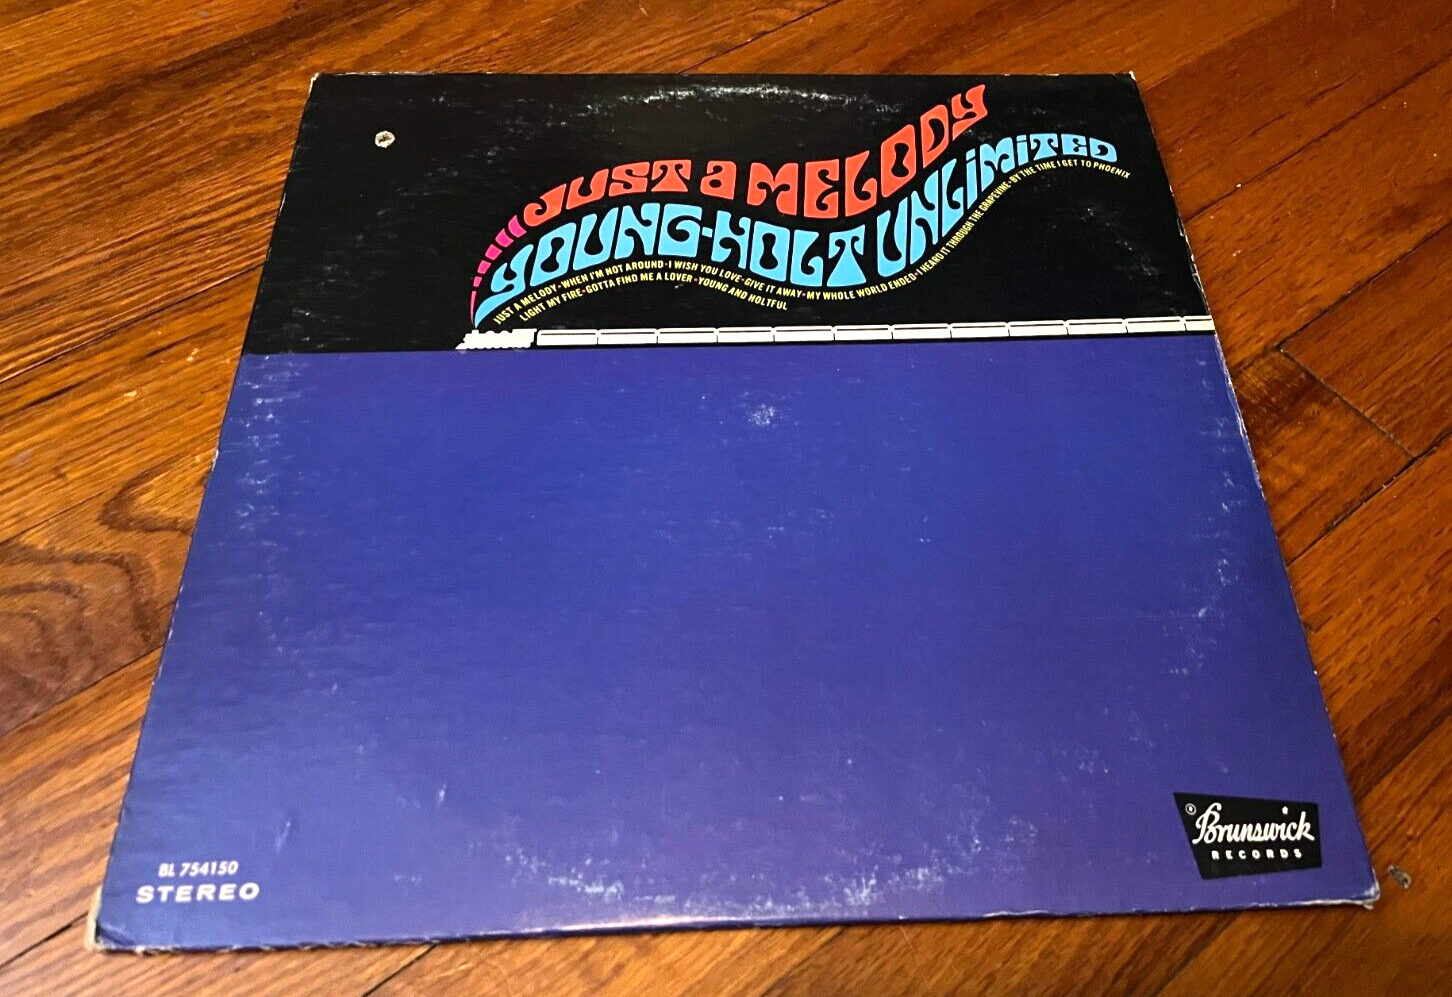 JUST a MELODY
YOUNG-HOLT UNLiMiTED
JUST A MELODY•WHEN I'M NOT AROUND•I WISH YOU LOVE•GIVE IT AWAY•MY WHOLE WORLD ENDED•I HEARD IT THROUGH THE GRAPEVINE•BY THE TIME I GET TO PHOENIX
LIGHT MY FIRE•GOTTA FIND ME A LOVER•YOUNG AND HOLTFUL
® Brunswick
RECORDS
BL 754150
STEREO